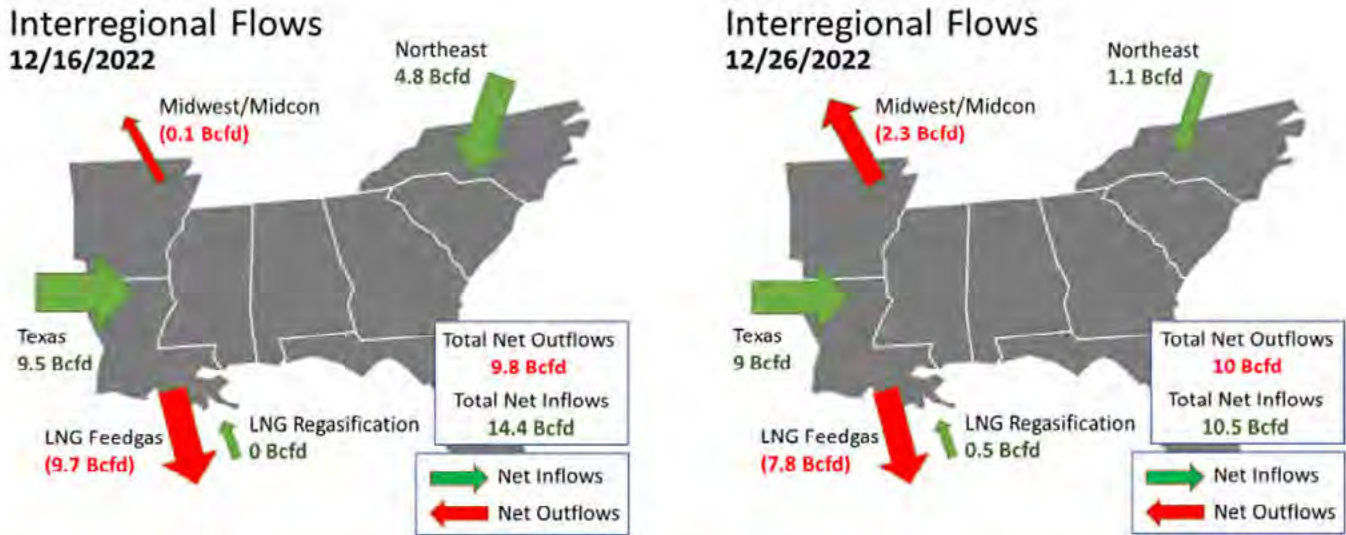 Interregional Flows
12/16/2022
Northeast
4.8 Bcfd
Midwest/Midcon
(0.1 Bcfd)
Texas
9.5 Bcfd
Total Net Outflows
9.8 Bcfd
Total Net Inflows
14.4 Bcfd
LNG Feedgas
(9.7 Bcfd)
LNG Regasification
0 Bcfd
Net Inflows
Net Outflows
Interregional Flows
12/26/2022
Northeast
1.1 Bcfd
Midwest/Midcon
(2.3 Bcfd)
Texas
9 Bcfd
Total Net Outflows
10 Bcfd
Total Net Inflows
10.5 Bcfd
LNG Feedgas
(7.8 Bcfd)
LNG Regasification
0.5 Bcfd
Net Inflows
Net Outflows